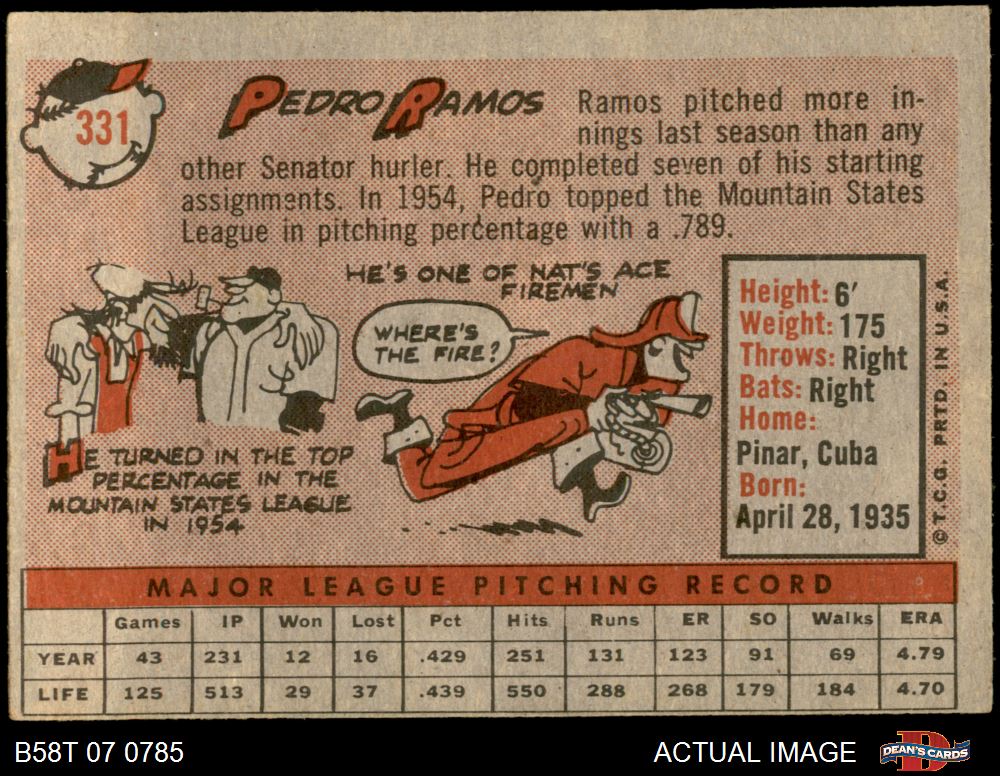 331
PEDRO RAMOS
Ramos pitched more in-
nings last season than any
other Senator hurler. He completed seven of his starting
assignments. In 1954, Pedro topped the Mountain States
League in pitching percentage with a .789.
HE'S ONE OF NAT'S ACE
FIREMEN
WHERE'S
THE FIRE?
HE TURNED IN THE TOP
PERCENTAGE IN THE
MOUNTAIN STATES LEAGUE
IN 1954
Height: 6'
Weight: 175
Throws: Right
Bats: Right
Home:
Pinar, Cuba
Born:
April 28, 1935
© T.C.G. PRTD. IN U.S.A.
MAJOR LEAGUE PITCHING RECORD
Games IP Won Lost Pct Hits Runs ER SO Walks ERA
YEAR 43 231 12 16 .429 251 131 123 91 69 4.79
LIFE 125 513 29 37 .439 550 288 268 179 184 4.70
B58T 07 0785 ACTUAL IMAGE DEAN'S CARDS